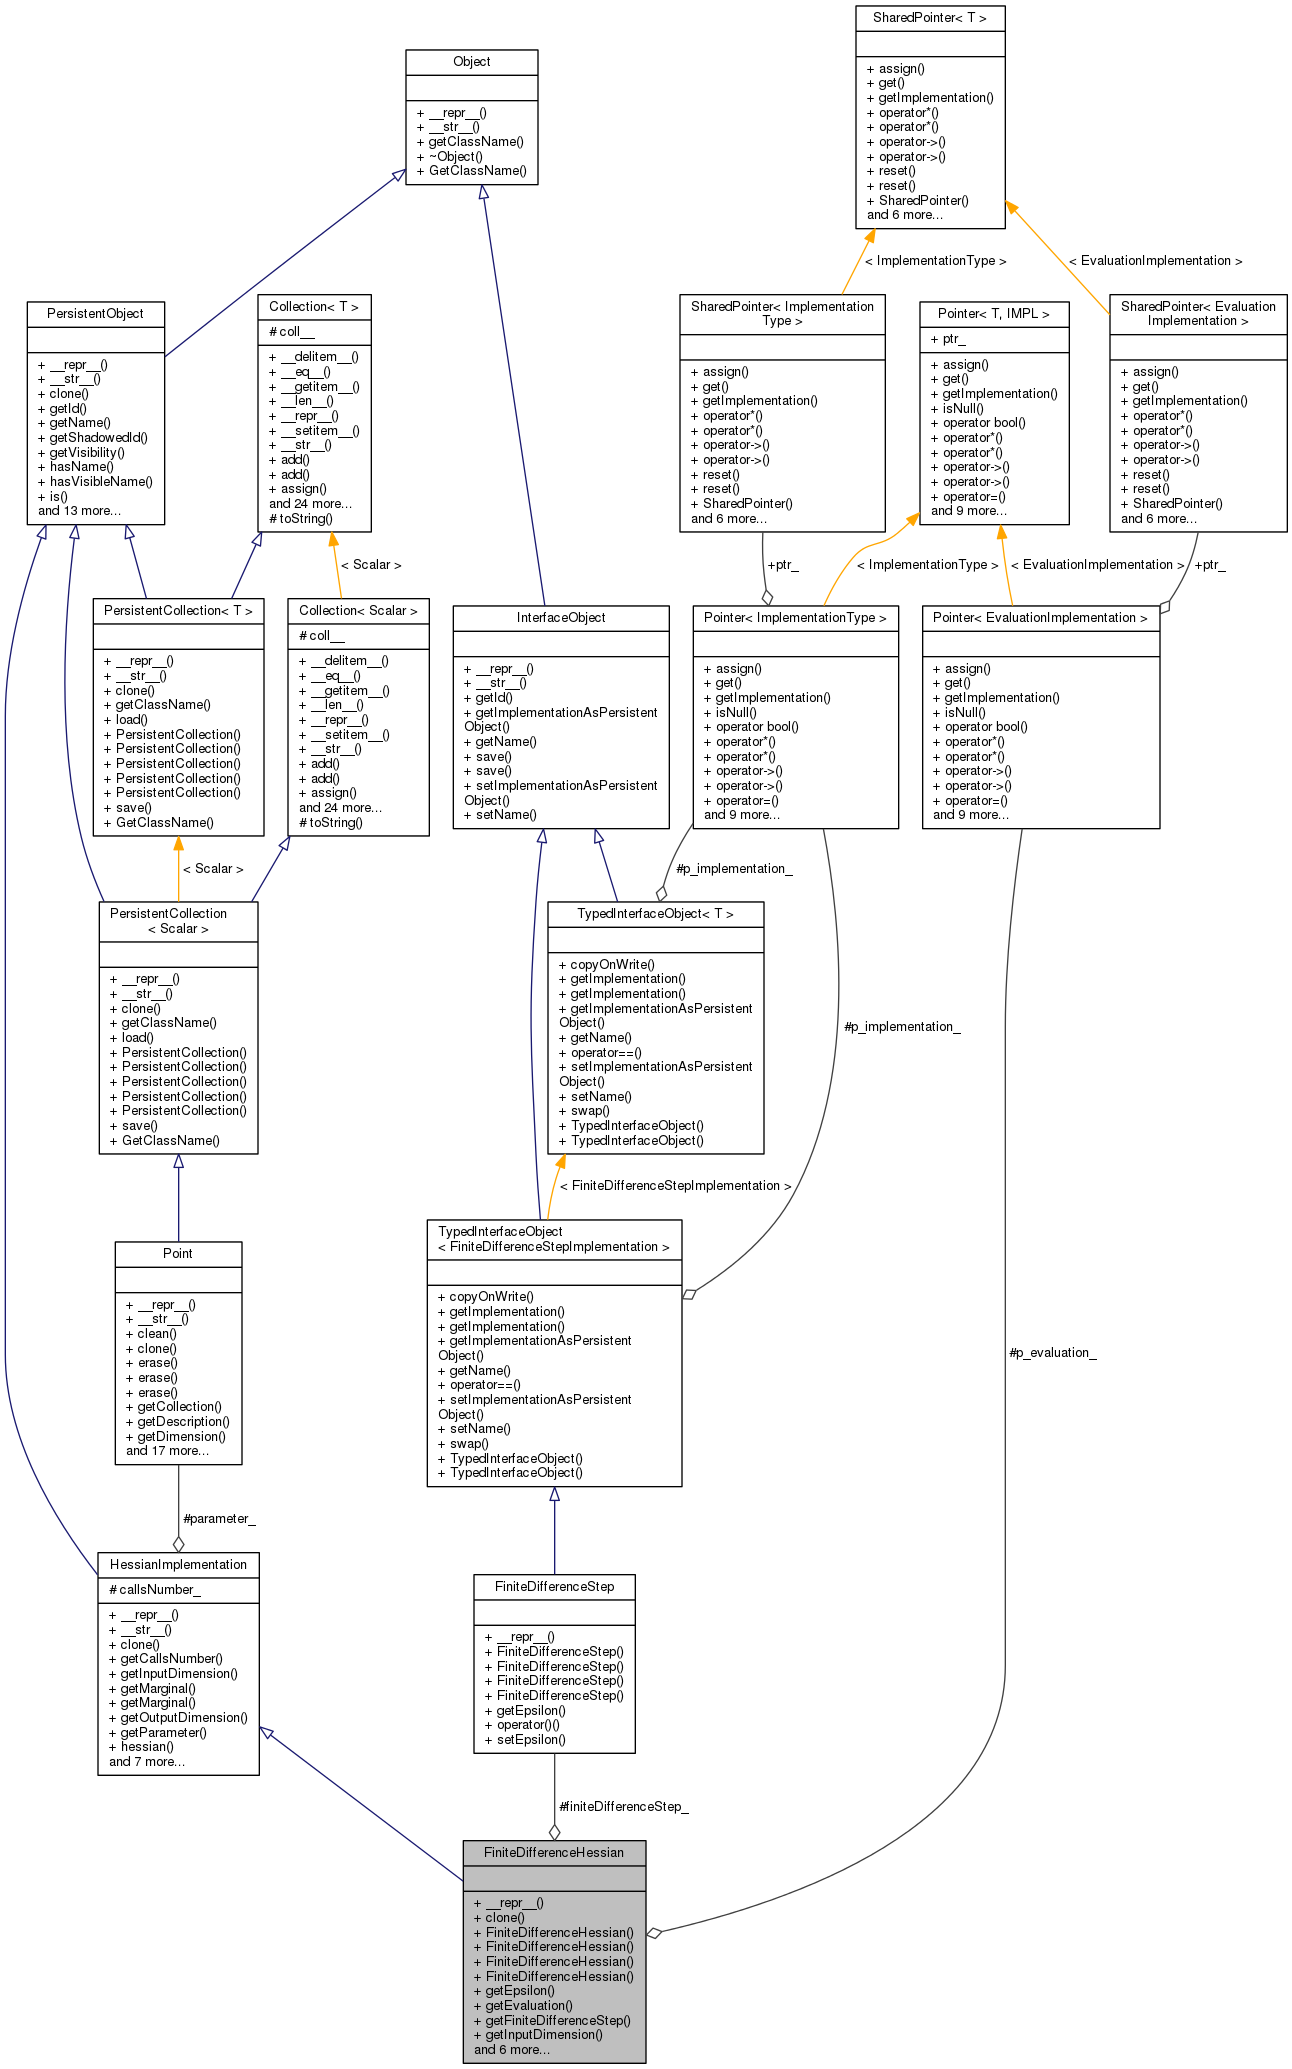 SharedPointer< T >
+ assign()
+ get()
+ getImplementation()
+ operator*()
+ operator*()
+ operator->()
+ operator->()
+ reset()
+ reset()
+ SharedPointer()
and 6 more...
Object
+ __repr__()
+ __str__()
+ getClassName()
+ ~Object()
+ GetClassName()
< ImplementationType >
< EvaluationImplementation >
PersistentObject
+ __repr__()
+ __str__()
+ clone()
+ getId()
+ getName()
+ getShadowedId()
+ getVisibility()
+ hasName()
+ hasVisibleName()
+ is()
and 13 more...
Collection< T >
# coll__
+ __delitem__()
+ __eq__()
+ __getitem__()
+ __len__()
+ __repr__()
+ __setitem__()
+ __str__()
+ add()
+ add()
+ assign()
and 24 more...
# toString()
SharedPointer< Implementation
Type >
+ assign()
+ get()
+ getImplementation()
+ operator*()
+ operator*()
+ operator->()
+ operator->()
+ reset()
+ reset()
+ SharedPointer()
and 6 more...
Pointer< T, IMPL >
+ ptr_
+ assign()
+ get()
+ getImplementation()
+ isNull()
+ operator bool()
+ operator*()
+ operator*()
+ operator->()
+ operator->()
+ operator=()
and 9 more...
SharedPointer< Evaluation
Implementation >
+ assign()
+ get()
+ getImplementation()
+ operator*()
+ operator*()
+ operator->()
+ operator->()
+ reset()
+ reset()
+ SharedPointer()
and 6 more...
< Scalar >
+ptr_
< ImplementationType >
< EvaluationImplementation >
+ptr_
PersistentCollection< T >
+ __repr__()
+ __str__()
+ clone()
+ getClassName()
+ load()
+ PersistentCollection()
+ PersistentCollection()
+ PersistentCollection()
+ PersistentCollection()
+ PersistentCollection()
+ save()
+ GetClassName()
Collection< Scalar >
# coll__
+ __delitem__()
+ __eq__()
+ __getitem__()
+ __len__()
+ __repr__()
+ __setitem__()
+ __str__()
+ add()
+ add()
+ assign()
and 24 more...
# toString()
InterfaceObject
+ __repr__()
+ __str__()
+ getId()
+ getImplementationAsPersistent
Object()
+ getName()
+ save()
+ save()
+ setImplementationAsPersistent
Object()
+ setName()
Pointer< ImplementationType >
+ assign()
+ get()
+ getImplementation()
+ isNull()
+ operator bool()
+ operator*()
+ operator*()
+ operator->()
+ operator->()
+ operator=()
and 9 more...
Pointer< EvaluationImplementation >
+ assign()
+ get()
+ getImplementation()
+ isNull()
+ operator bool()
+ operator*()
+ operator*()
+ operator->()
+ operator->()
+ operator=()
and 9 more...
< Scalar >
#p_implementation_
PersistentCollection
< Scalar >
+ __repr__()
+ __str__()
+ clone()
+ getClassName()
+ load()
+ PersistentCollection()
+ PersistentCollection()
+ PersistentCollection()
+ PersistentCollection()
+ PersistentCollection()
+ save()
+ GetClassName()
TypedInterfaceObject< T >
+ copyOnWrite()
+ getImplementation()
+ getImplementation()
+ getImplementationAsPersistent
Object()
+ getName()
+ operator==()
+ setImplementationAsPersistent
Object()
+ setName()
+ swap()
+ TypedInterfaceObject()
+ TypedInterfaceObject()
#p_implementation_
< FiniteDifferenceStepImplementation >
Point
+ __repr__()
+ __str__()
+ clean()
+ clone()
+ erase()
+ erase()
+ erase()
+ getCollection()
+ getDescription()
+ getDimension()
and 17 more...
TypedInterfaceObject
< FiniteDifferenceStepImplementation >
+ copyOnWrite()
+ getImplementation()
+ getImplementation()
+ getImplementationAsPersistent
Object()
+ getName()
+ operator==()
+ setImplementationAsPersistent
Object()
+ setName()
+ swap()
+ TypedInterfaceObject()
+ TypedInterfaceObject()
#p_evaluation_
#parameter_
HessianImplementation
# callsNumber_
+ __repr__()
+ __str__()
+ clone()
+ getCallsNumber()
+ getInputDimension()
+ getMarginal()
+ getMarginal()
+ getOutputDimension()
+ getParameter()
+ hessian()
and 7 more...
FiniteDifferenceStep
+ __repr__()
+ FiniteDifferenceStep()
+ FiniteDifferenceStep()
+ FiniteDifferenceStep()
+ FiniteDifferenceStep()
+ getEpsilon()
+ operator()()
+ setEpsilon()
#finiteDifferenceStep_
FiniteDifferenceHessian
+ __repr__()
+ clone()
+ FiniteDifferenceHessian()
+ FiniteDifferenceHessian()
+ FiniteDifferenceHessian()
+ FiniteDifferenceHessian()
+ getEpsilon()
+ getEvaluation()
+ getFiniteDifferenceStep()
+ getInputDimension()
and 6 more...